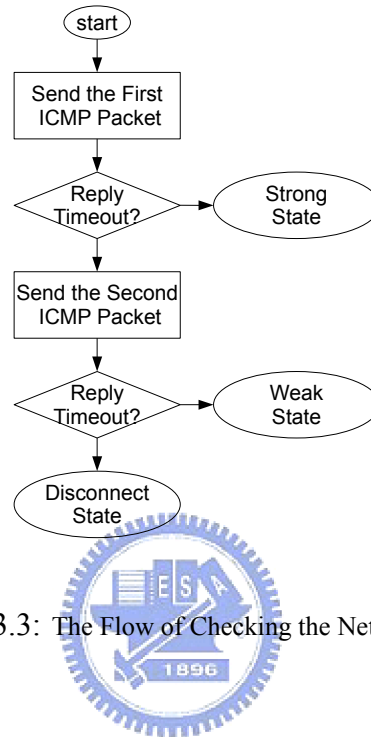 start
Send the First
ICMP Packet
Reply
Timeout?
Strong
State
Send the Second
ICMP Packet
Reply
Timeout?
Weak
State
Disconnect
State
ESA
3.3: The Flow of Checking the Net
1896